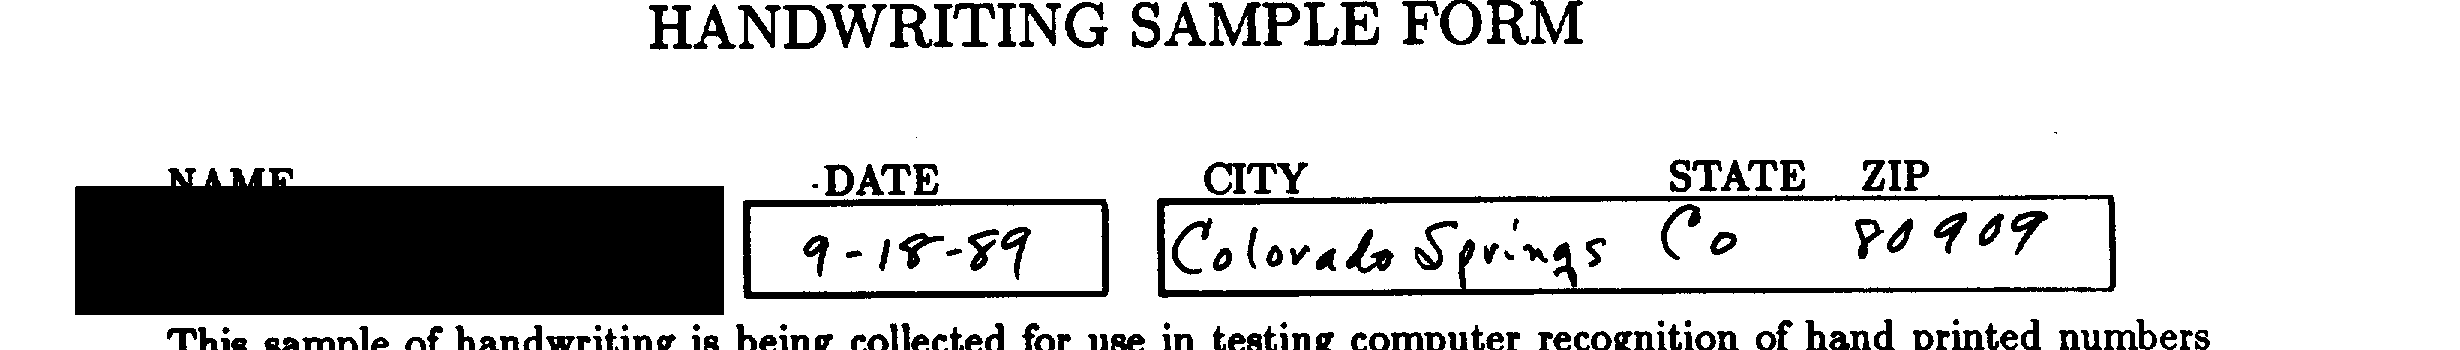 HANDWRITING SAMPLE FORM
NAME DATE CITY STATE ZIP
9-18-89 Colorado Springs Co 80909
This sample of handwriting is being collected for use in testing computer recognition of hand printed numbers